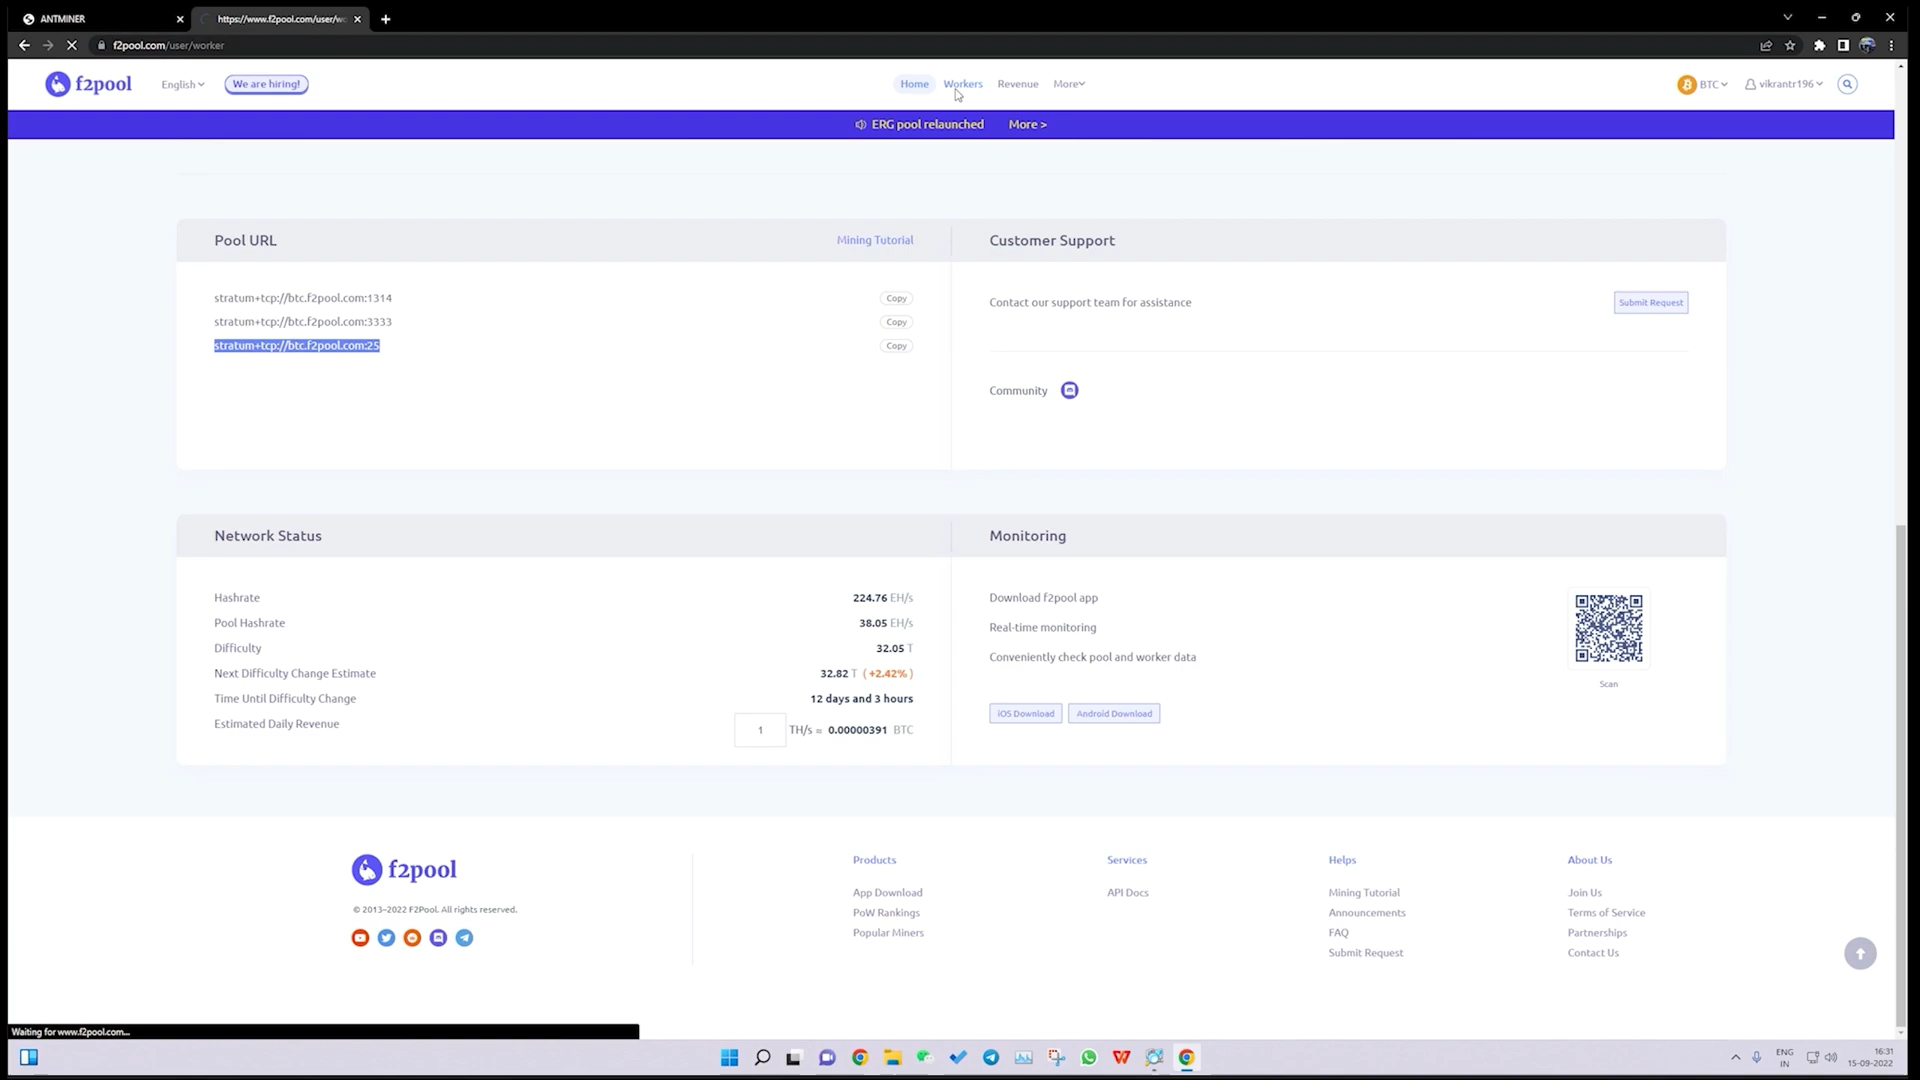 ANTMINER
https://www.f2pool.com/user/wo
f2pool.com/user/worker
f2pool
English
We are hiring!
Home
Workers
Revenue
More
BTC
vikrantr196
ERG pool relaunched
More >
Pool URL
Mining Tutorial
stratum+tcp://btc.f2pool.com:1314
Copy
stratum+tcp://btc.f2pool.com:3333
Copy
stratum+tcp://btc.f2pool.com:25
Copy
Customer Support
Contact our support team for assistance
Submit Request
Community
Network Status
Hashrate
224.76 EH/s
Pool Hashrate
38.05 EH/s
Difficulty
32.05 T
Next Difficulty Change Estimate
32.82 T ( +2.42% )
Time Until Difficulty Change
12 days and 3 hours
Estimated Daily Revenue
1 TH/s = 0.00000391 BTC
Monitoring
Download f2pool app
Real-time monitoring
Conveniently check pool and worker data
Scan
iOS Download
Android Download
f2pool
© 2013–2022 F2Pool. All rights reserved.
Products
App Download
PoW Rankings
Popular Miners
Services
API Docs
Helps
Mining Tutorial
Announcements
FAQ
Submit Request
About Us
Join Us
Terms of Service
Partnerships
Contact Us
Waiting for www.f2pool.com...
ENG
IN
16:31
15-09-2022